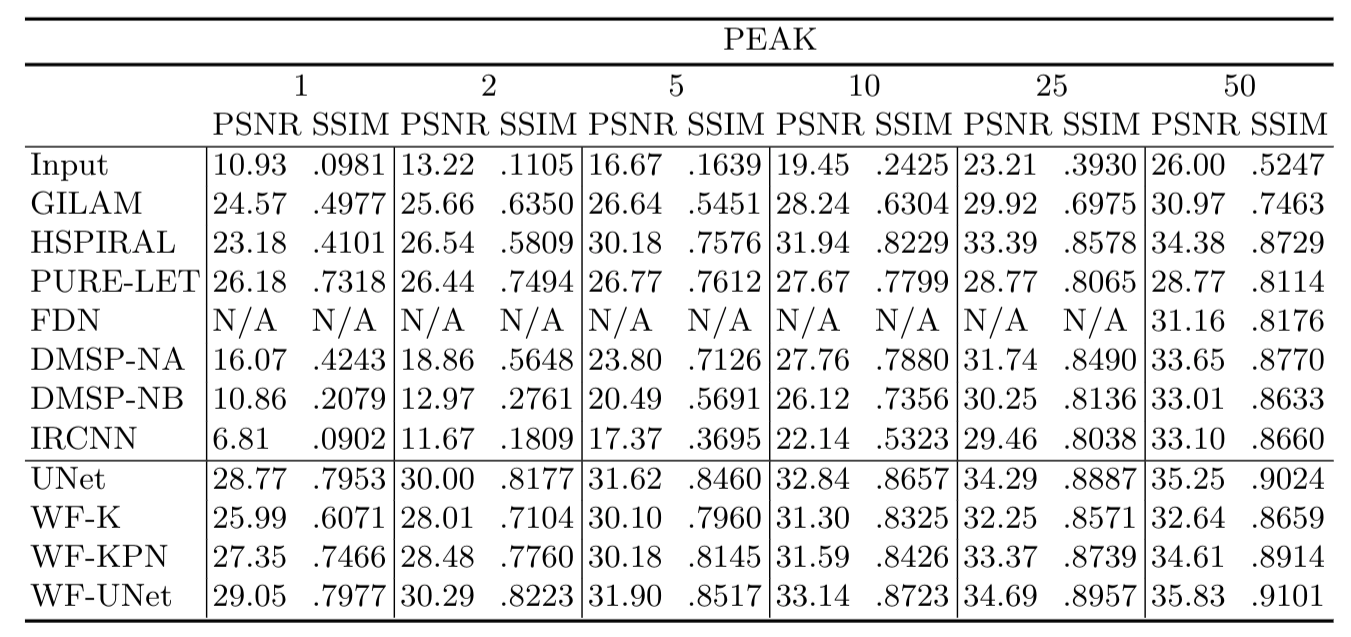 PEAK
1 2 5 10 25 50
PSNR SSIM PSNR SSIM PSNR SSIM PSNR SSIM PSNR SSIM PSNR SSIM
Input 10.93 .0981 13.22 .1105 16.67 .1639 19.45 .2425 23.21 .3930 26.00 .5247
GILAM 24.57 .4977 25.66 .6350 26.64 .5451 28.24 .6304 29.92 .6975 30.97 .7463
HSPIRAL 23.18 .4101 26.54 .5809 30.18 .7576 31.94 .8229 33.39 .8578 34.38 .8729
PURE-LET 26.18 .7318 26.44 .7494 26.77 .7612 27.67 .7799 28.77 .8065 28.77 .8114
FDN N/A N/A N/A N/A N/A N/A N/A N/A N/A N/A 31.16 .8176
DMSP-NA 16.07 .4243 18.86 .5648 23.80 .7126 27.76 .7880 31.74 .8490 33.65 .8770
DMSP-NB 10.86 .2079 12.97 .2761 20.49 .5691 26.12 .7356 30.25 .8136 33.01 .8633
IRCNN 6.81 .0902 11.67 .1809 17.37 .3695 22.14 .5323 29.46 .8038 33.10 .8660
UNet 28.77 .7953 30.00 .8177 31.62 .8460 32.84 .8657 34.29 .8887 35.25 .9024
WF-K 25.99 .6071 28.01 .7104 30.10 .7960 31.30 .8325 32.25 .8571 32.64 .8659
WF-KPN 27.35 .7466 28.48 .7760 30.18 .8145 31.59 .8426 33.37 .8739 34.61 .8914
WF-UNet 29.05 .7977 30.29 .8223 31.90 .8517 33.14 .8723 34.69 .8957 35.83 .9101